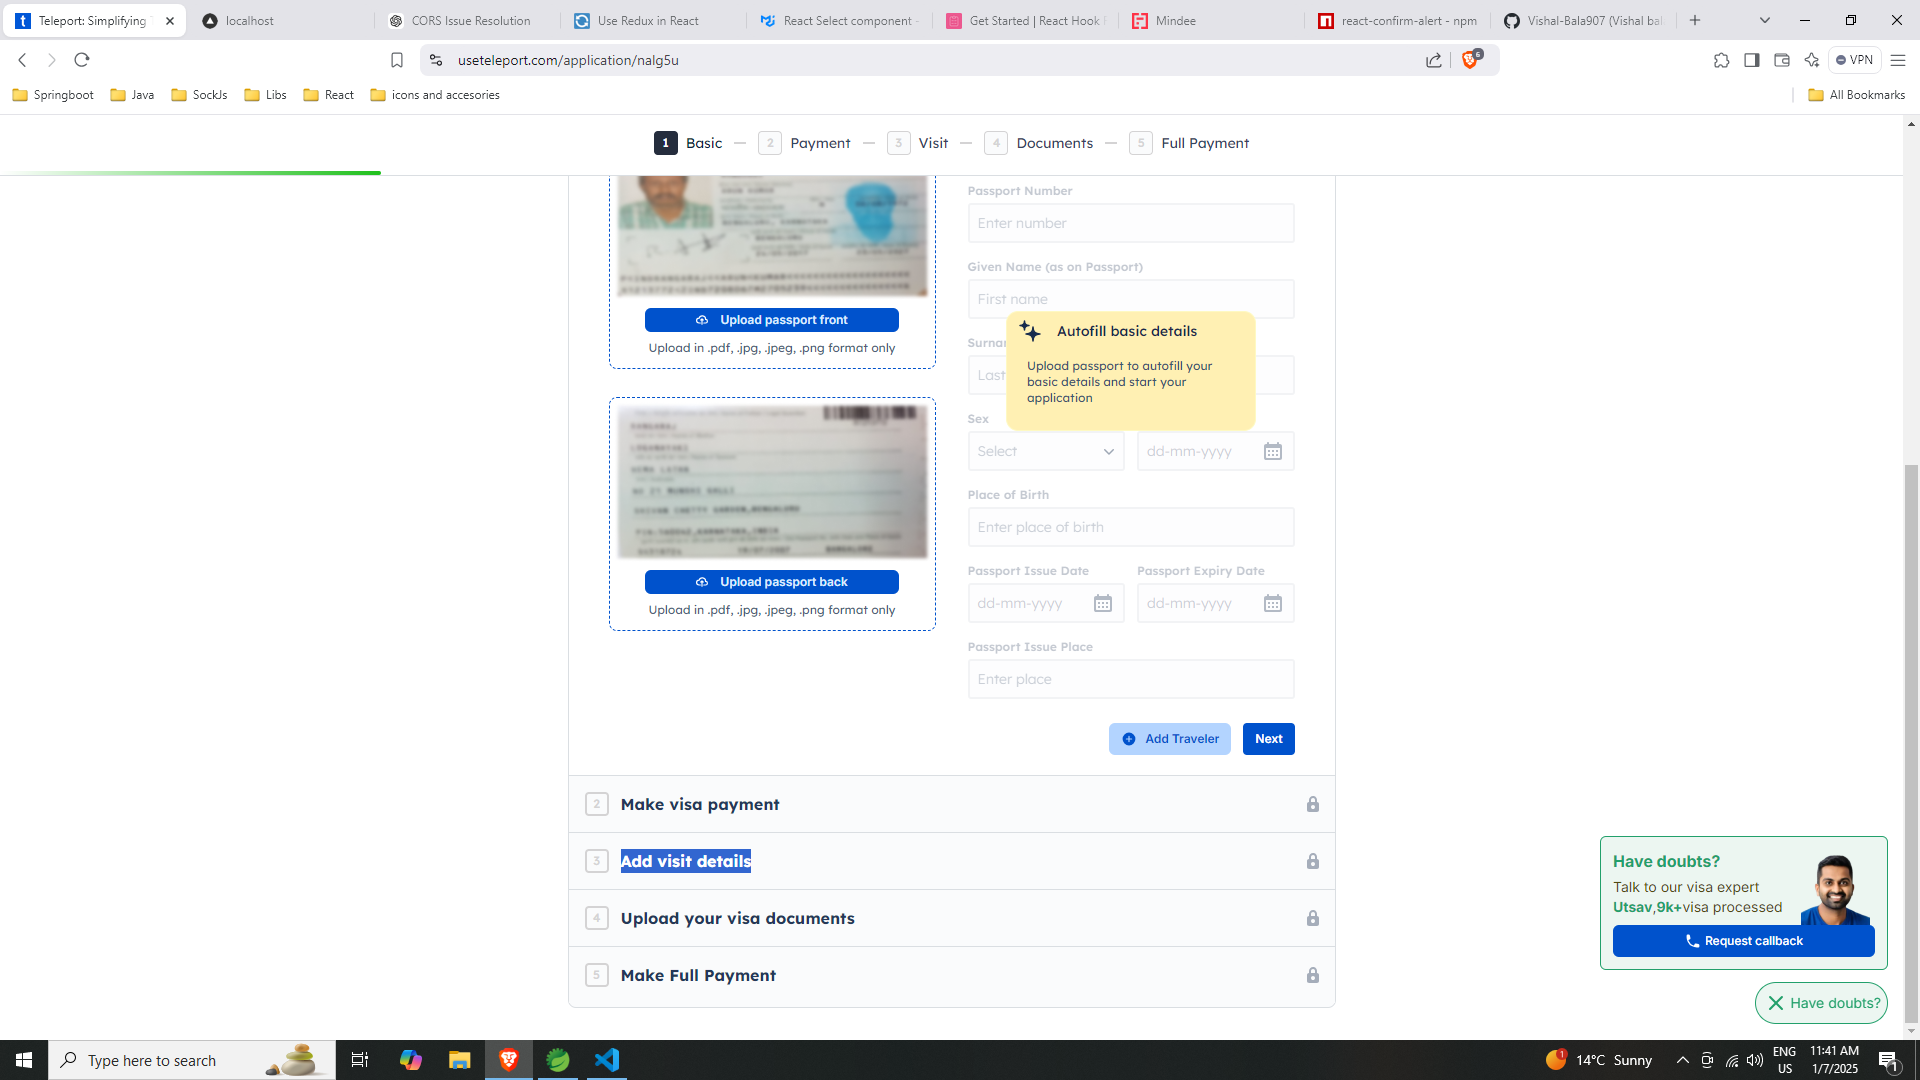 Teleport: Simplifying
localhost
CORS Issue Resolution
Use Redux in React
React Select component -
Get Started | React Hook F
Mindee
react-confirm-alert - npm
Vishal-Bala907 (Vishal bal
useteleport.com/application/nalg5u
6
VPN
Springboot
Java
SockJs
Libs
React
icons and accesories
All Bookmarks
1 Basic
2 Payment
3 Visit
4 Documents
5 Full Payment
Upload passport front
Upload in .pdf, .jpg, .jpeg, .png format only
Upload passport back
Upload in .pdf, .jpg, .jpeg, .png format only
Passport Number
Enter number
Given Name (as on Passport)
First name
Autofill basic details
Upload passport to autofill your
basic details and start your
application
Last
Sex
Select
dd-mm-yyyy
Place of Birth
Enter place of birth
Passport Issue Date
Passport Expiry Date
dd-mm-yyyy
dd-mm-yyyy
Passport Issue Place
Enter place
Add Traveler
Next
2 Make visa payment
3 Add visit details
4 Upload your visa documents
5 Make Full Payment
Have doubts?
Talk to our visa expert
Utsav,9k+visa processed
Request callback
Have doubts?
Type here to search
1
14°C Sunny
ENG
US
11:41 AM
1/7/2025
1